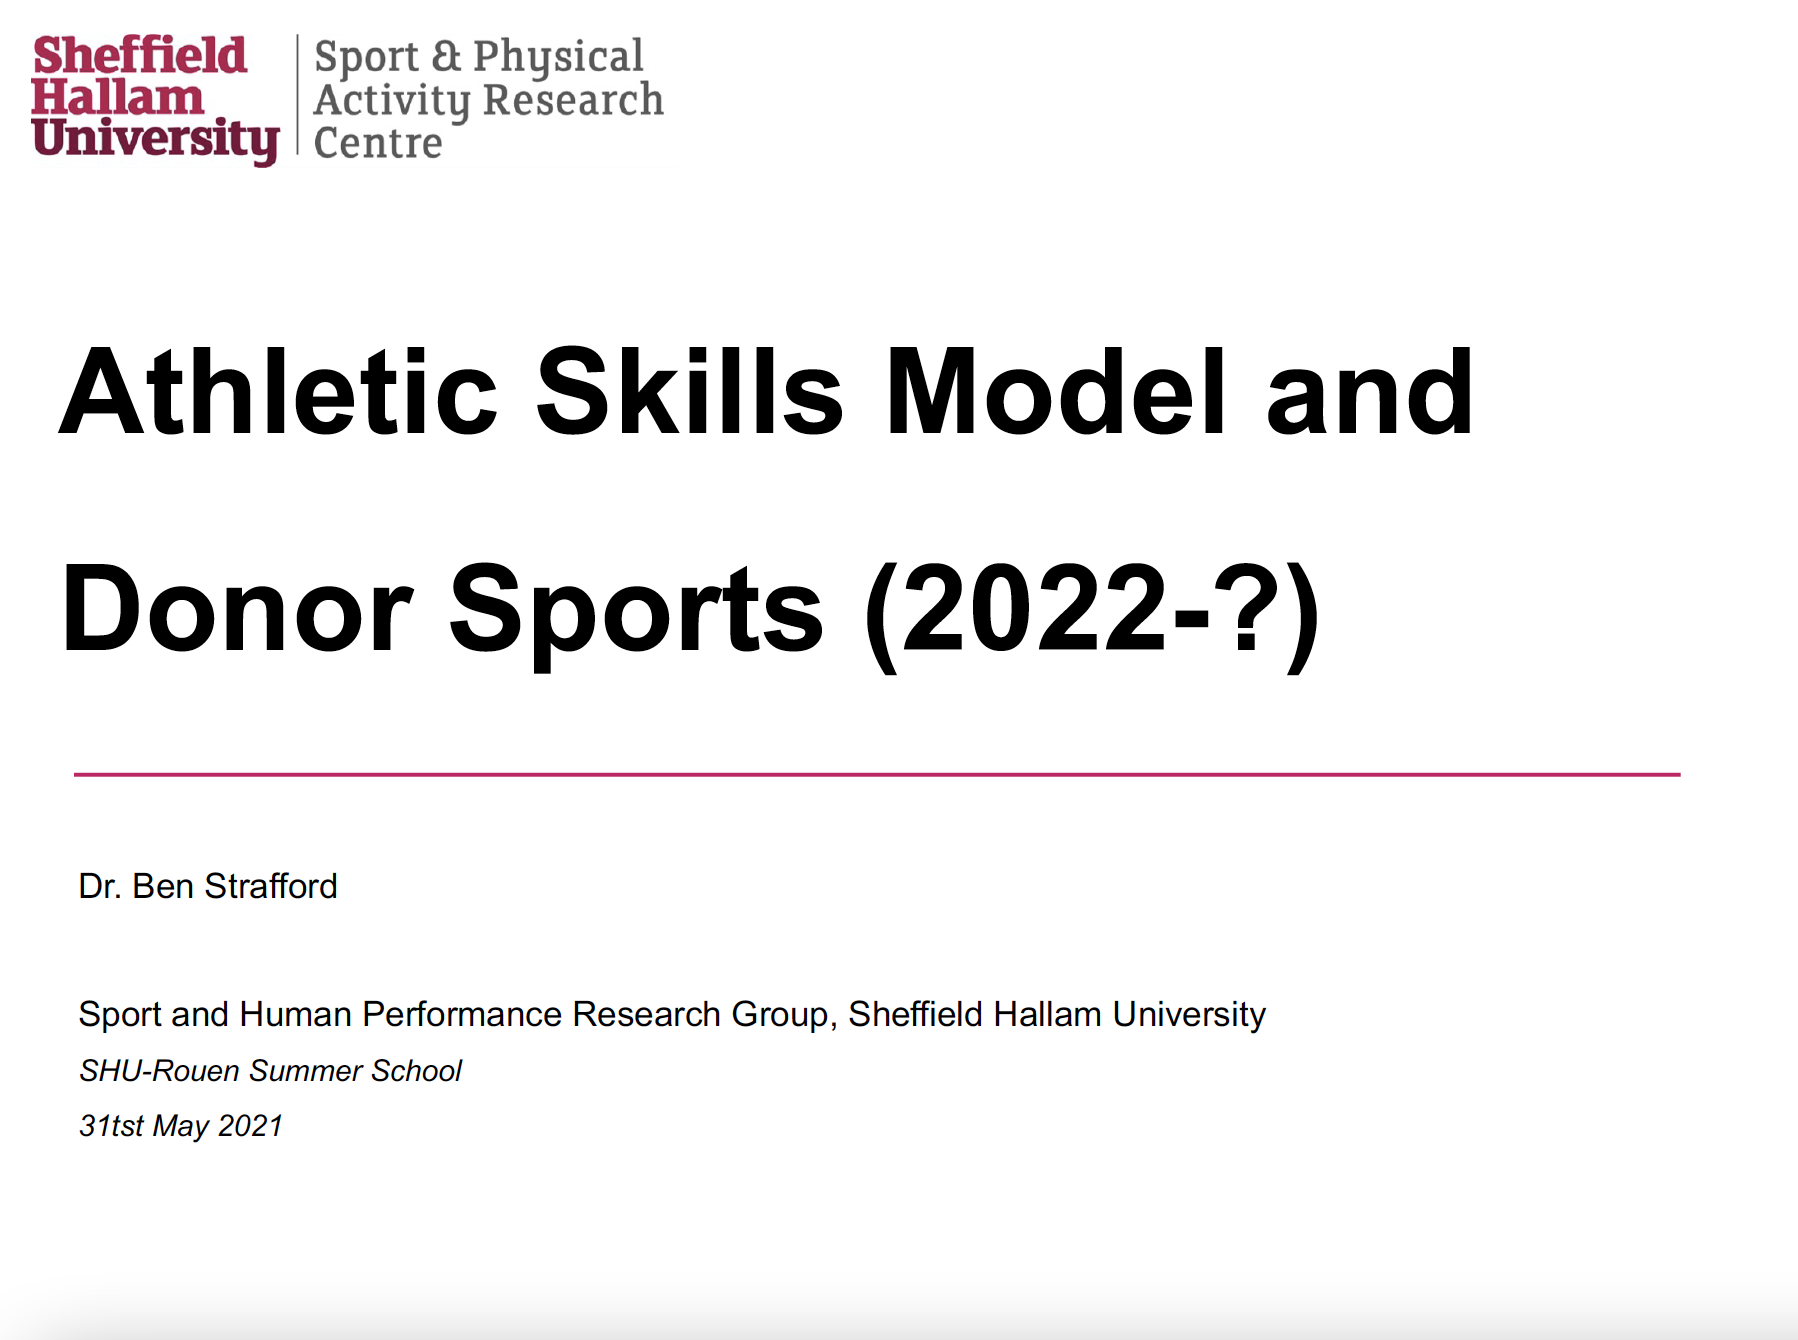 Sheffield
Hallam
University
Sport & Physical
Activity Research
Centre
Athletic Skills Model and
Donor Sports (2022-?)
Dr. Ben Strafford
Sport and Human Performance Research Group, Sheffield Hallam University
SHU-Rouen Summer School
31tst May 2021